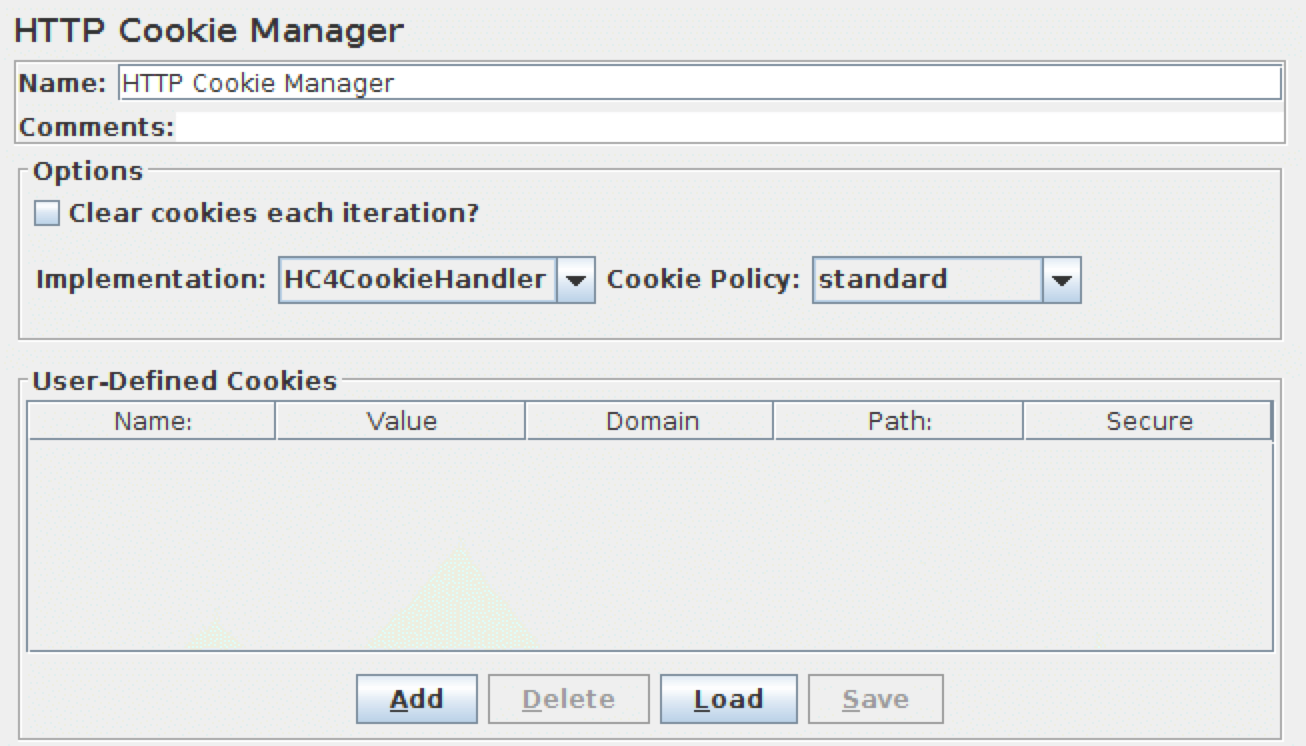 HTTP Cookie Manager
Name: HTTP Cookie Manager
Comments:
Options
Clear cookies each iteration?
Implementation: HC4CookieHandler Cookie Policy: standard
User-Defined Cookies
Name: Value Domain Path: Secure
Add Delete Load Save